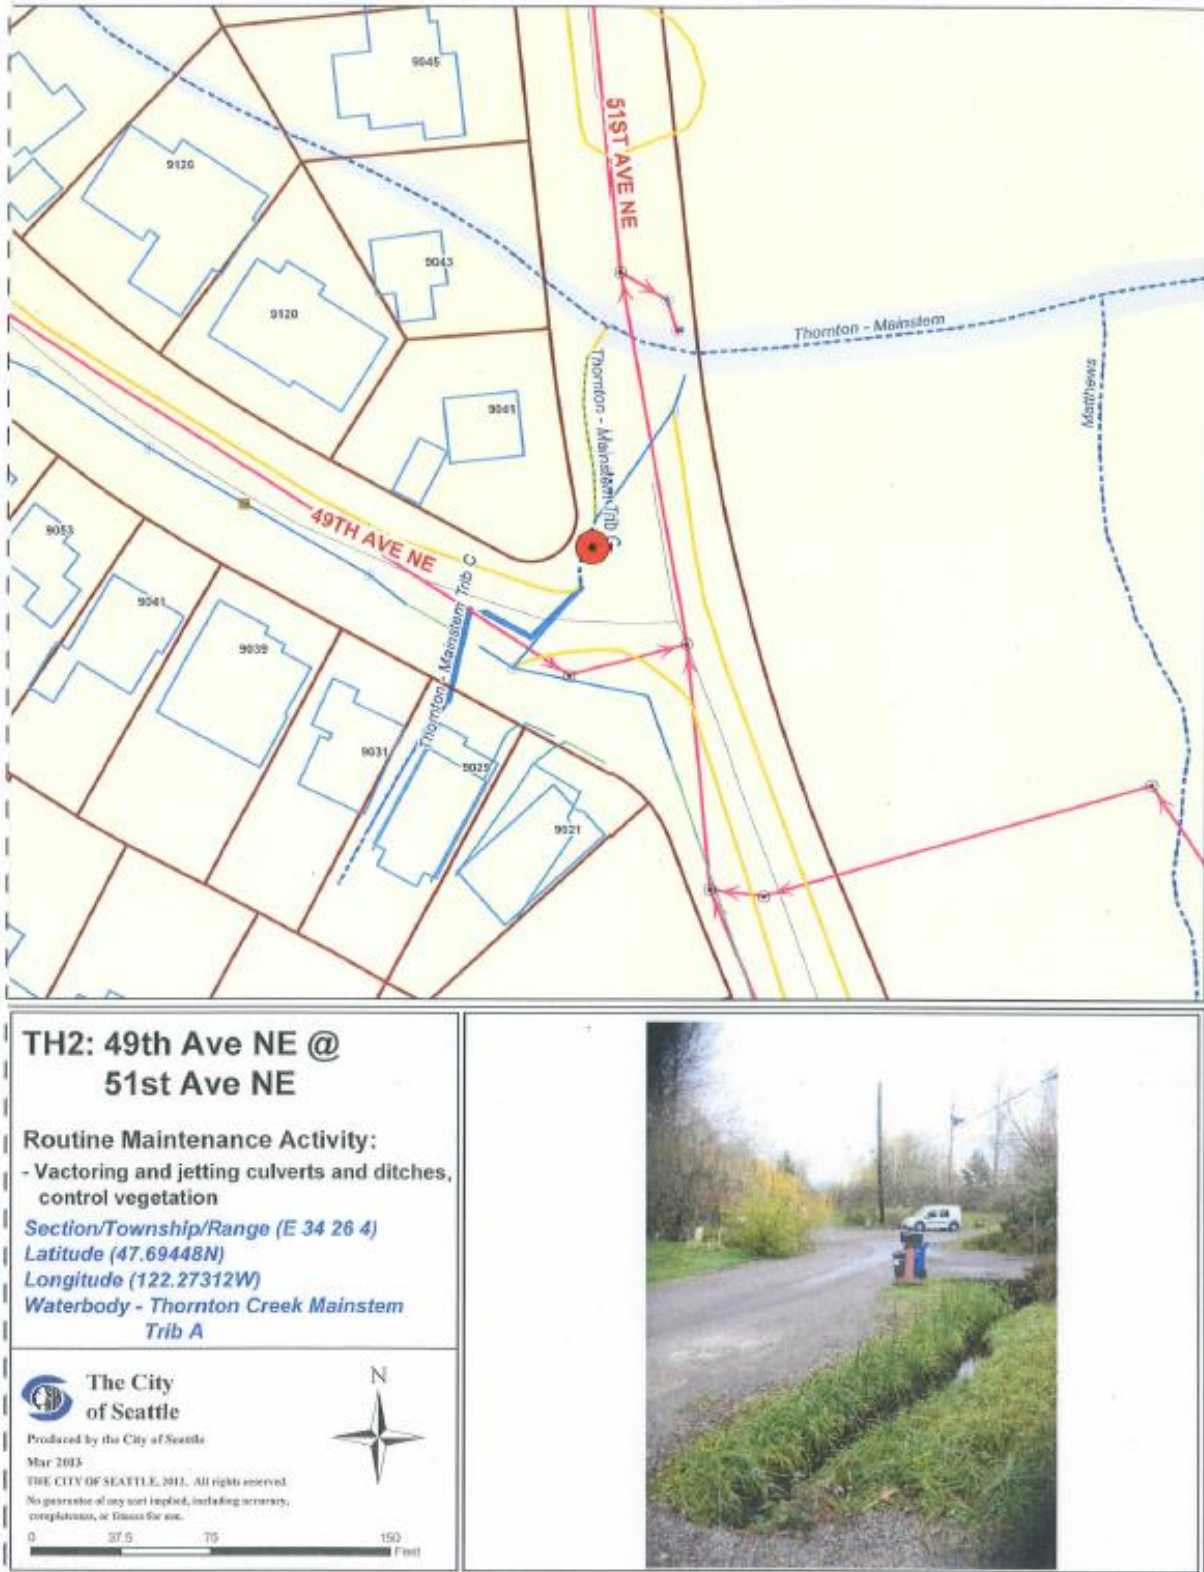 9045
51ST AVE NE
9126
9043
9120
Thornton - Mainstem
Thornton - Mainstem Trib C
Matthews
9041
49TH AVE NE
9053
9041
9039
Thornton - Mainstem Trib C
9031
9025
9021
TH2: 49th Ave NE @
51st Ave NE
Routine Maintenance Activity:
- Vactoring and jetting culverts and ditches,
control vegetation
Section/Township/Range (E 34 26 4)
Latitude (47.69448N)
Longitude (122.27312W)
Waterbody - Thornton Creek Mainstem
Trib A
The City
of Seattle
N
Produced by the City of Seattle
Mar 2013
THE CITY OF SEATTLE, 2012. All rights reserved.
No guarantee of any sort implied, including accuracy,
completeness, or fitness for use.
0 37.5 75 150
Feet